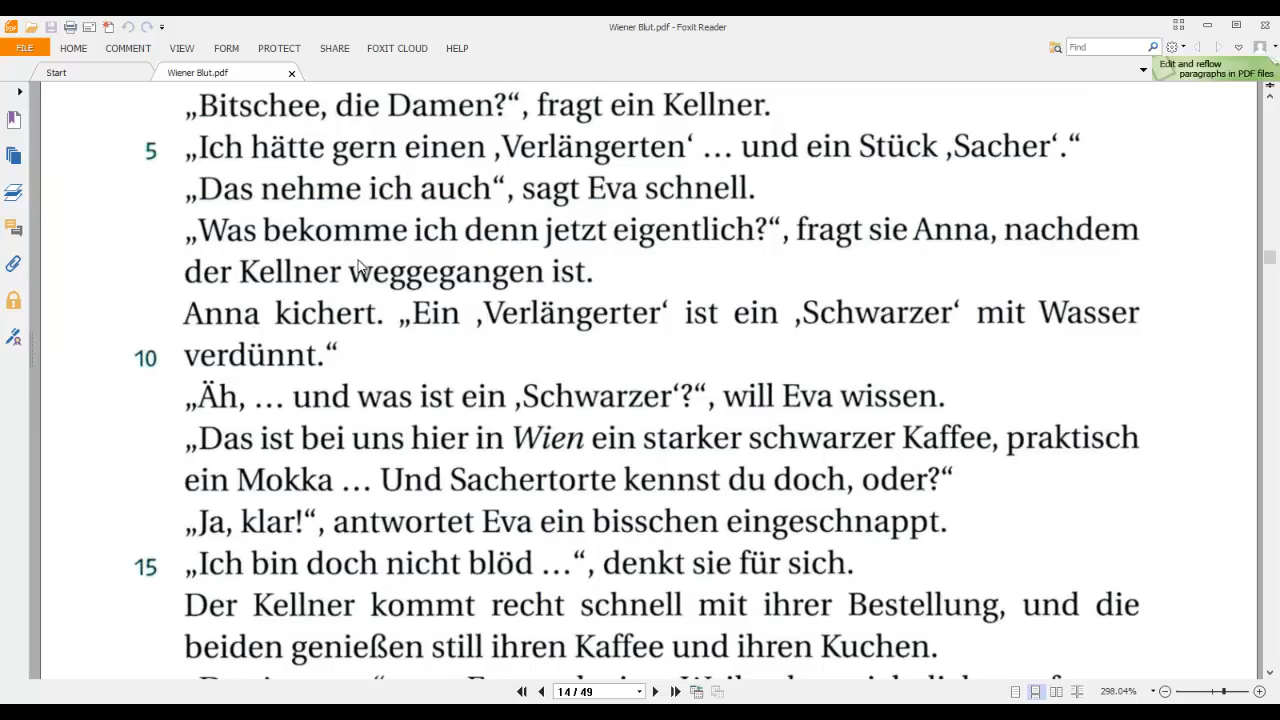 Wiener Blut.pdf - Foxit Reader
FILE HOME COMMENT VIEW FORM PROTECT SHARE FOXIT CLOUD HELP
Find
Start
Wiener Blut.pdf
Edit and reflow
paragraphs in PDF files
„Bitschee, die Damen?“, fragt ein Kellner.
5 „Ich hätte gern einen ‚Verlängerten‘ … und ein Stück ‚Sacher‘.“
„Das nehme ich auch“, sagt Eva schnell.
„Was bekomme ich denn jetzt eigentlich?“, fragt sie Anna, nachdem
der Kellner weggegangen ist.
Anna kichert. „Ein ‚Verlängerter‘ ist ein ‚Schwarzer‘ mit Wasser
10 verdünnt.“
„Äh, … und was ist ein ‚Schwarzer‘?“, will Eva wissen.
„Das ist bei uns hier in Wien ein starker schwarzer Kaffee, praktisch
ein Mokka … Und Sachertorte kennst du doch, oder?“
„Ja, klar!“, antwortet Eva ein bisschen eingeschnappt.
15 „Ich bin doch nicht blöd …“, denkt sie für sich.
Der Kellner kommt recht schnell mit ihrer Bestellung, und die
beiden genießen still ihren Kaffee und ihren Kuchen.
14 / 49
298.04%